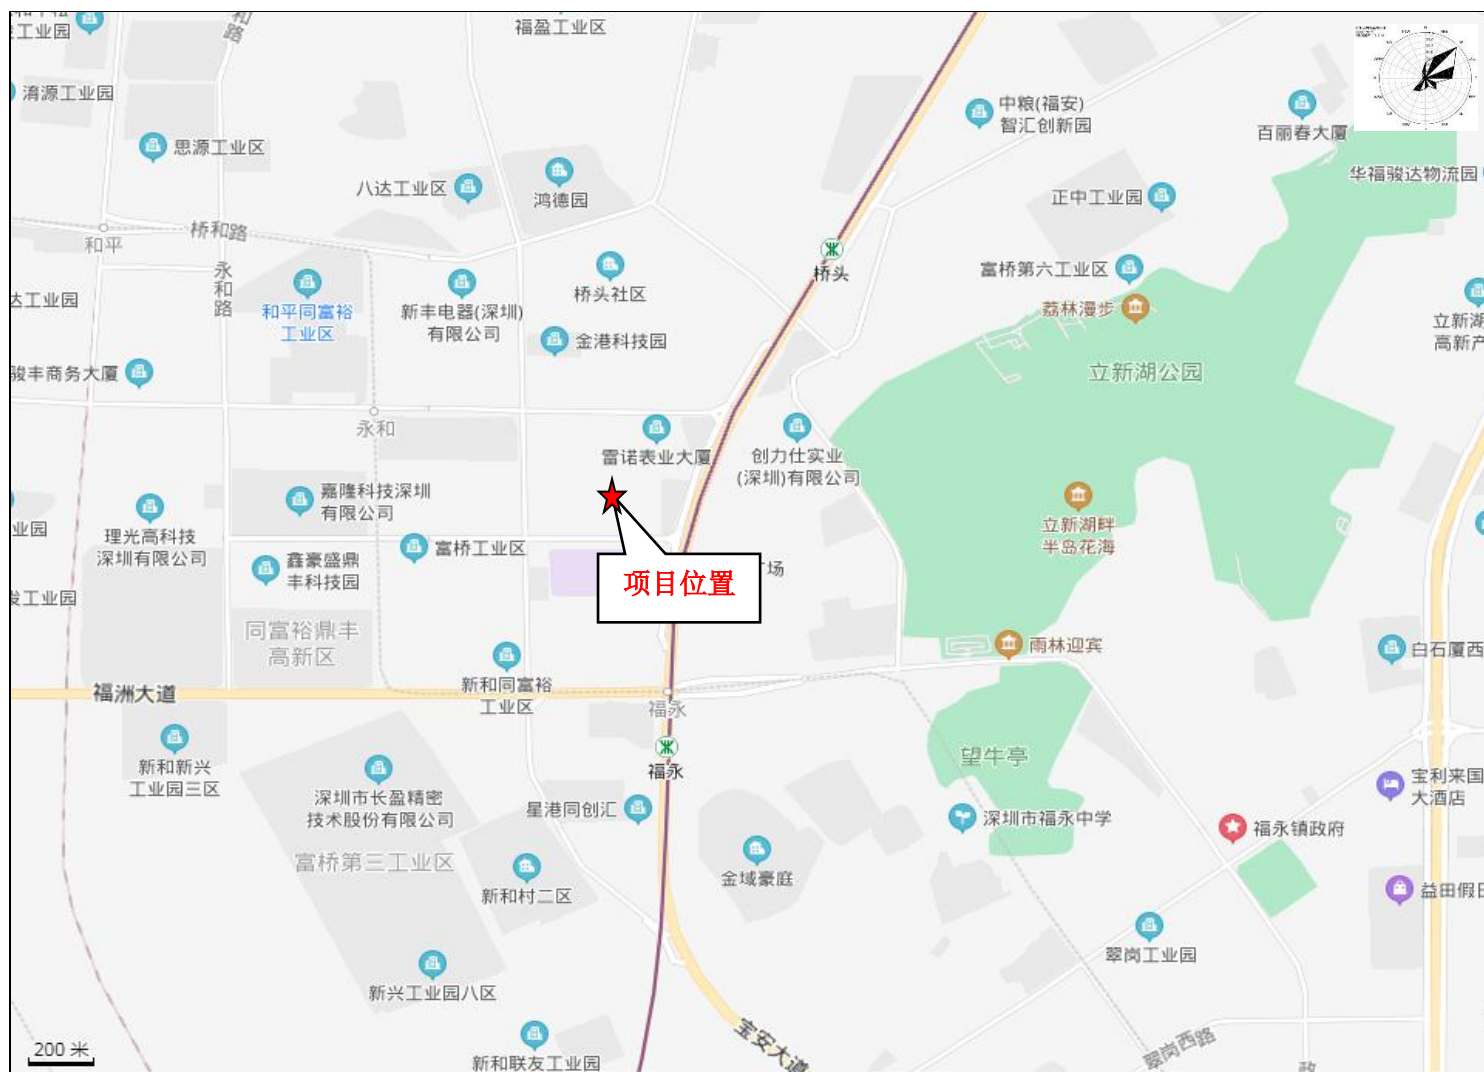 工业园
和路
福盈工业区
淯源工业园
中粮(福安)
智汇创新园
百丽春大厦
思源工业区
华福骏达物流园
八达工业区
鸿德园
正中工业园
桥和路
和平
桥头
富桥第六工业区
永和路
桥头社区
达工业园
和平同富裕
工业区
新丰电器(深圳)
有限公司
荔林漫步
立新湖
高新产
金港科技园
骏丰商务大厦
立新湖公园
永和
雷诺表业大厦
创力仕实业
(深圳)有限公司
嘉隆科技深圳
有限公司
业园
理光高科技
深圳有限公司
立新湖畔
半岛花海
富桥工业区
鑫豪盛鼎
丰科技园
场
项目位置
发工业园
同富裕鼎丰
高新区
雨林迎宾
白石厦西
新和同富裕
工业区
福洲大道
福永
望牛亭
福永
新和新兴
工业园三区
宝利来国
大酒店
深圳市长盈精密
技术股份有限公司
星港同创汇
深圳市福永中学
福永镇政府
富桥第三工业区
金域豪庭
新和村二区
益田假日
翠岗工业园
新兴工业园八区
宝安大道
翠岗西路
200 米
新和联友工业园
政